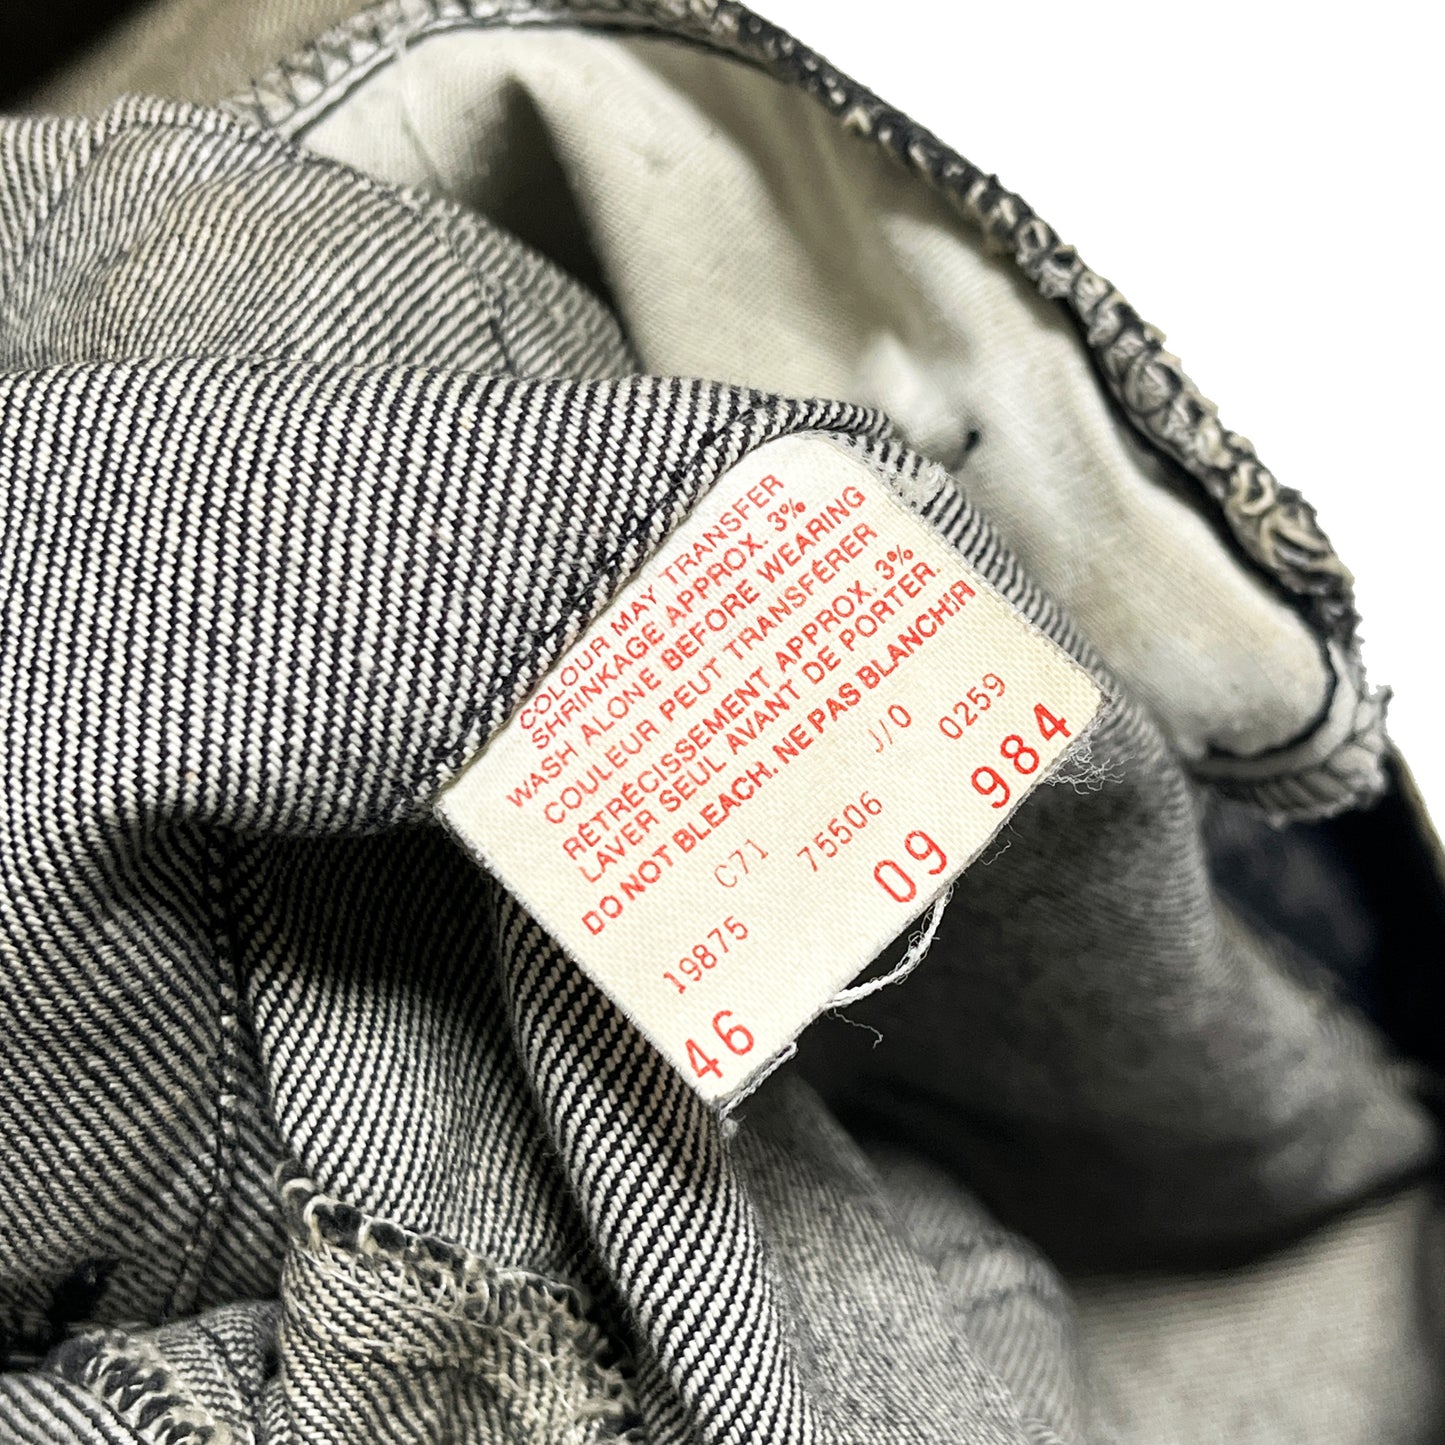 COLOUR MAY TRANSFER
SHRINKAGE APPROX. 3%
WASH ALONE BEFORE WEARING
COULEUR PEUT TRANSFÉRER
RÉTRÉCISSEMENT APPROX. 3%
LAVER SEUL AVANT DE PORTER.
DO NOT BLEACH. NE PAS BLANCHIR
C71 J/O
19875 75506 0259
46 09 984